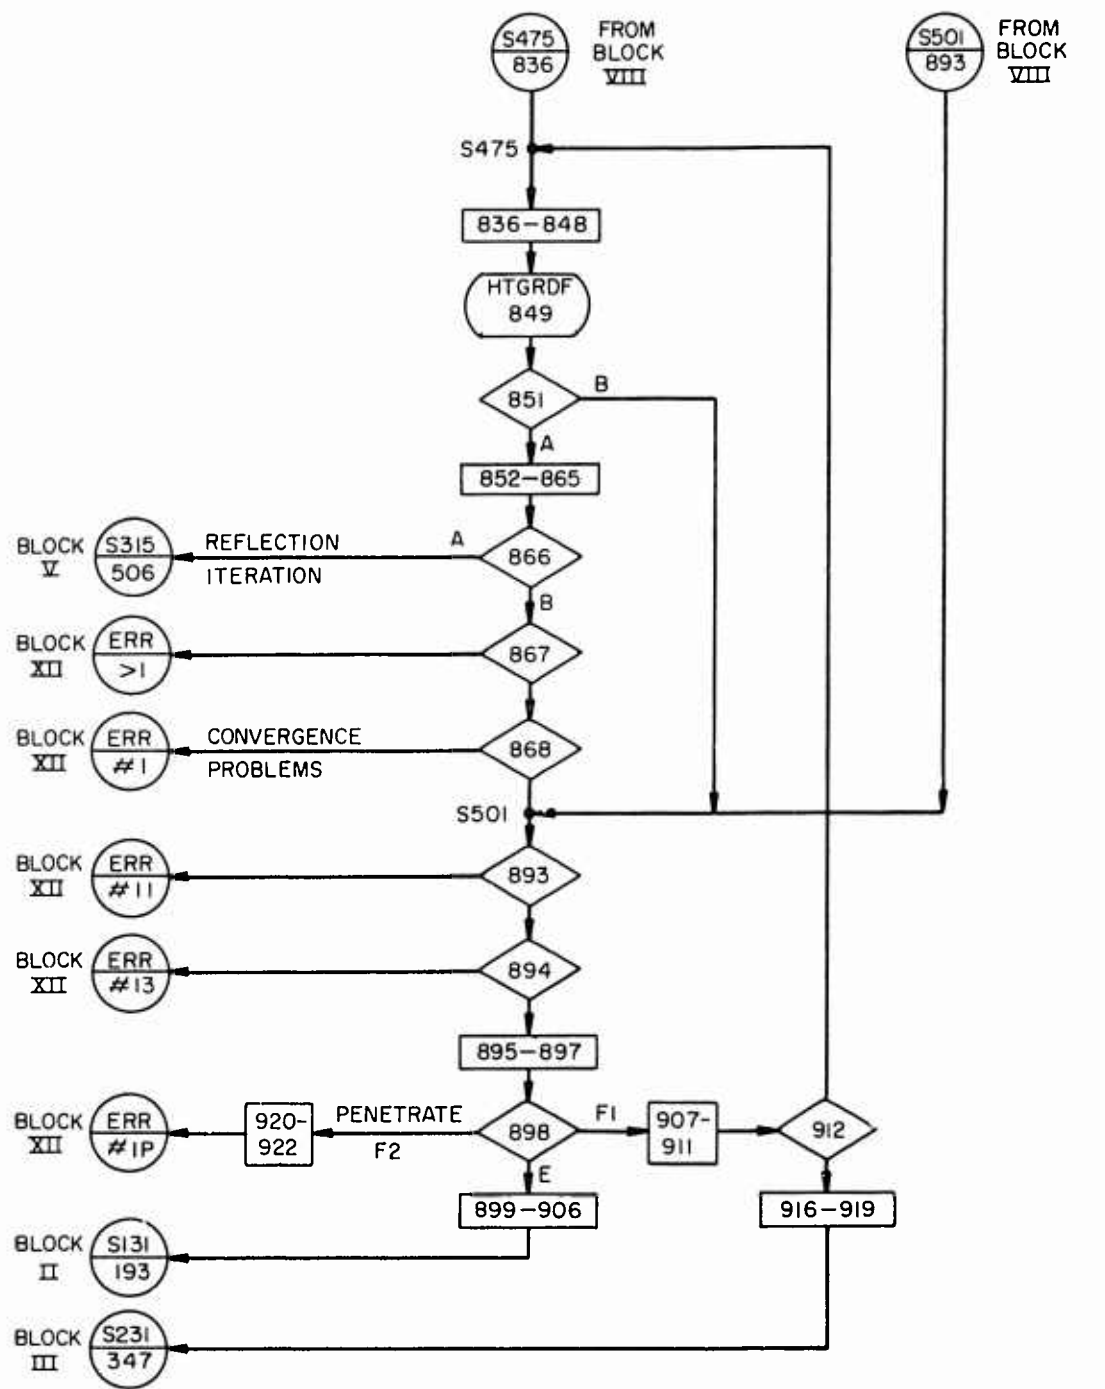 S475
836
FROM
BLOCK
VIII
S501
893
FROM
BLOCK
VIII
S475
836-848
HTGRDF
849
851
B
A
852-865
BLOCK
V
S315
506
REFLECTION
ITERATION
A
866
B
BLOCK
XII
ERR
>1
867
BLOCK
XII
ERR
#1
CONVERGENCE
PROBLEMS
868
S501
BLOCK
XII
ERR
#11
893
BLOCK
XII
ERR
#13
894
895-897
BLOCK
XII
ERR
#1P
920-
922
PENETRATE
F2
898
F1
907-
911
912
E
899-906
916-919
BLOCK
II
S131
193
BLOCK
III
S231
347